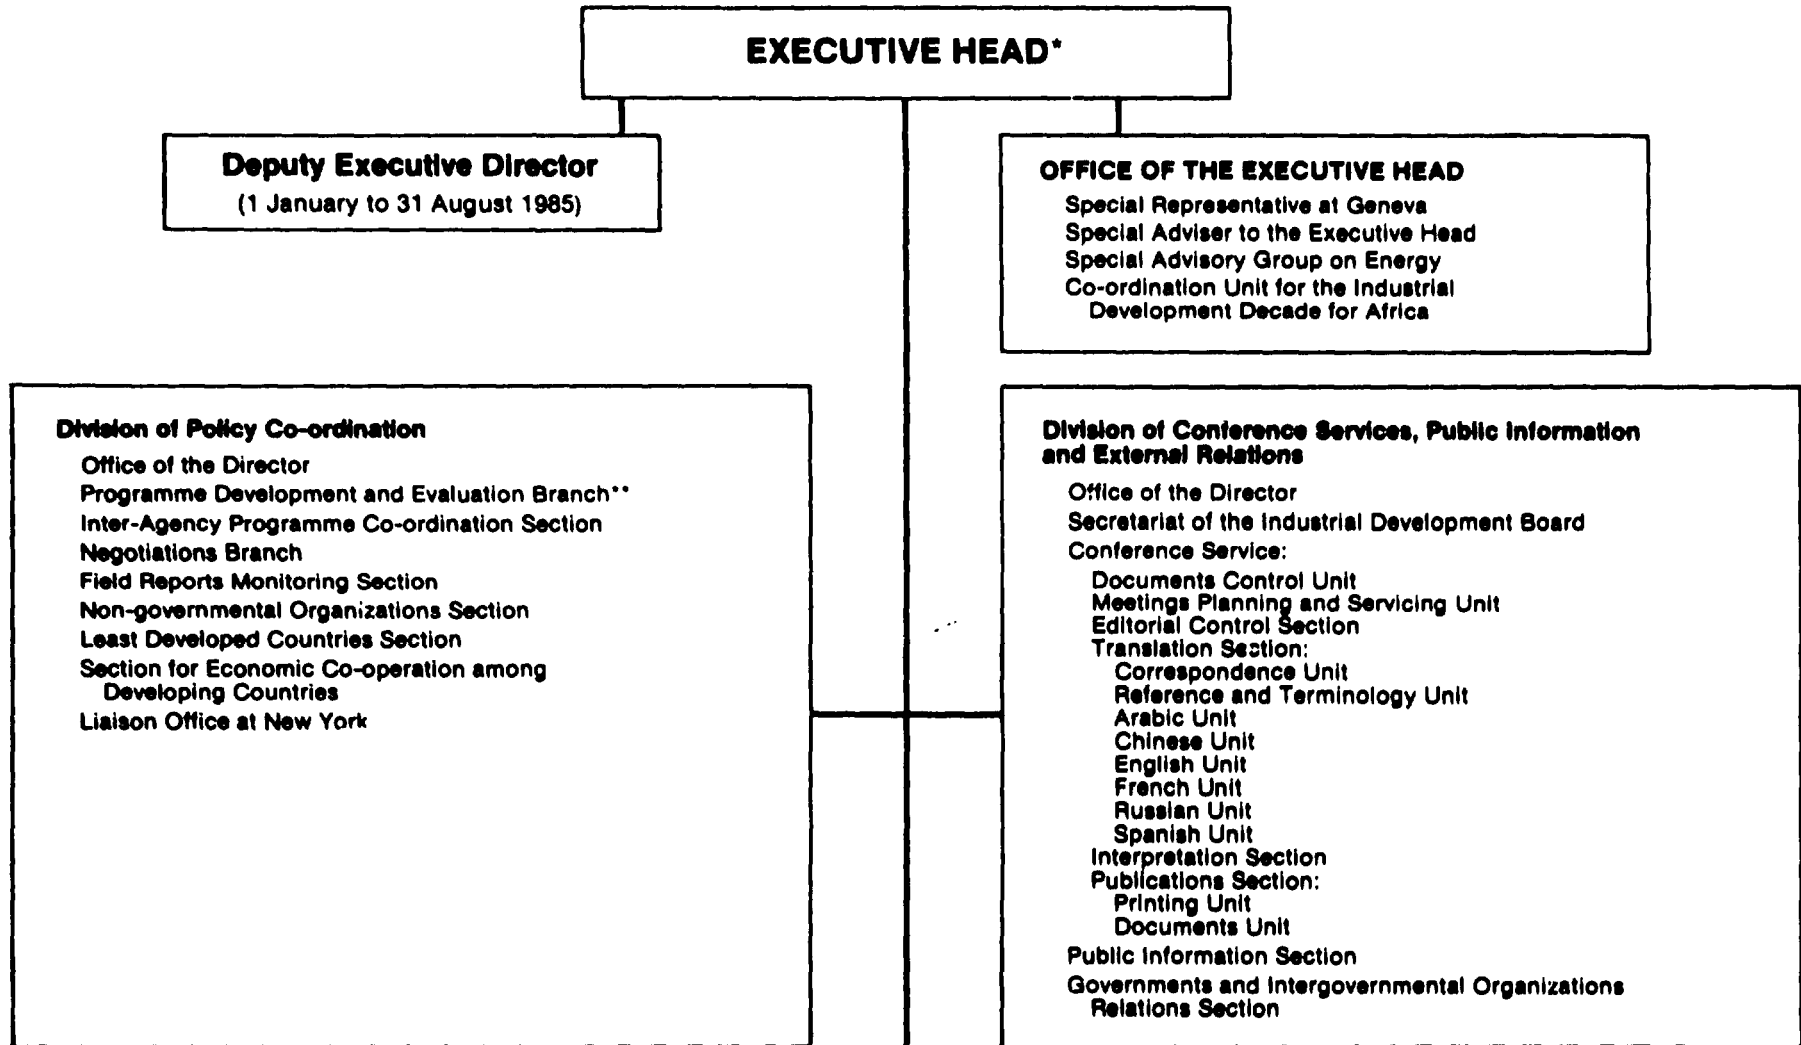 EXECUTIVE HEAD*
Deputy Executive Director
(1 January to 31 August 1985)
OFFICE OF THE EXECUTIVE HEAD
Special Representative at Geneva
Special Adviser to the Executive Head
Special Advisory Group on Energy
Co-ordination Unit for the Industrial
Development Decade for Africa
Division of Policy Co-ordination
Office of the Director
Programme Development and Evaluation Branch**
Inter-Agency Programme Co-ordination Section
Negotiations Branch
Field Reports Monitoring Section
Non-governmental Organizations Section
Least Developed Countries Section
Section for Economic Co-operation among
Developing Countries
Liaison Office at New York
Division of Conference Services, Public Information
and External Relations
Office of the Director
Secretariat of the Industrial Development Board
Conference Service:
Documents Control Unit
Meetings Planning and Servicing Unit
Editorial Control Section
Translation Section:
Correspondence Unit
Reference and Terminology Unit
Arabic Unit
Chinese Unit
English Unit
French Unit
Russian Unit
Spanish Unit
Interpretation Section
Publications Section:
Printing Unit
Documents Unit
Public Information Section
Governments and Intergovernmental Organizations
Relations Section